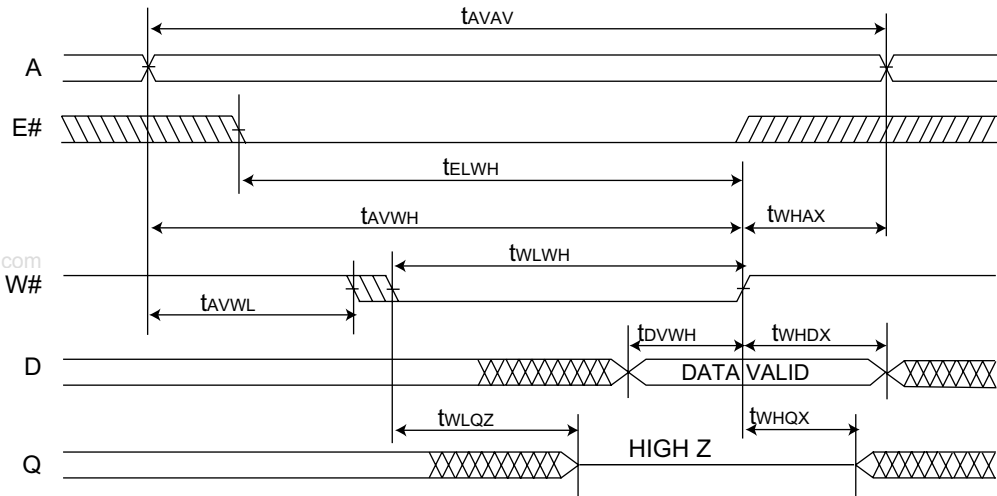 tAVAV
A
E#
tELWH
tAVWH
tWHAX
com
tWLWH
W#
tAVWL
tDVWH
tWHDX
D
DATA VALID
tWLQZ
tWHQX
HIGH Z
Q